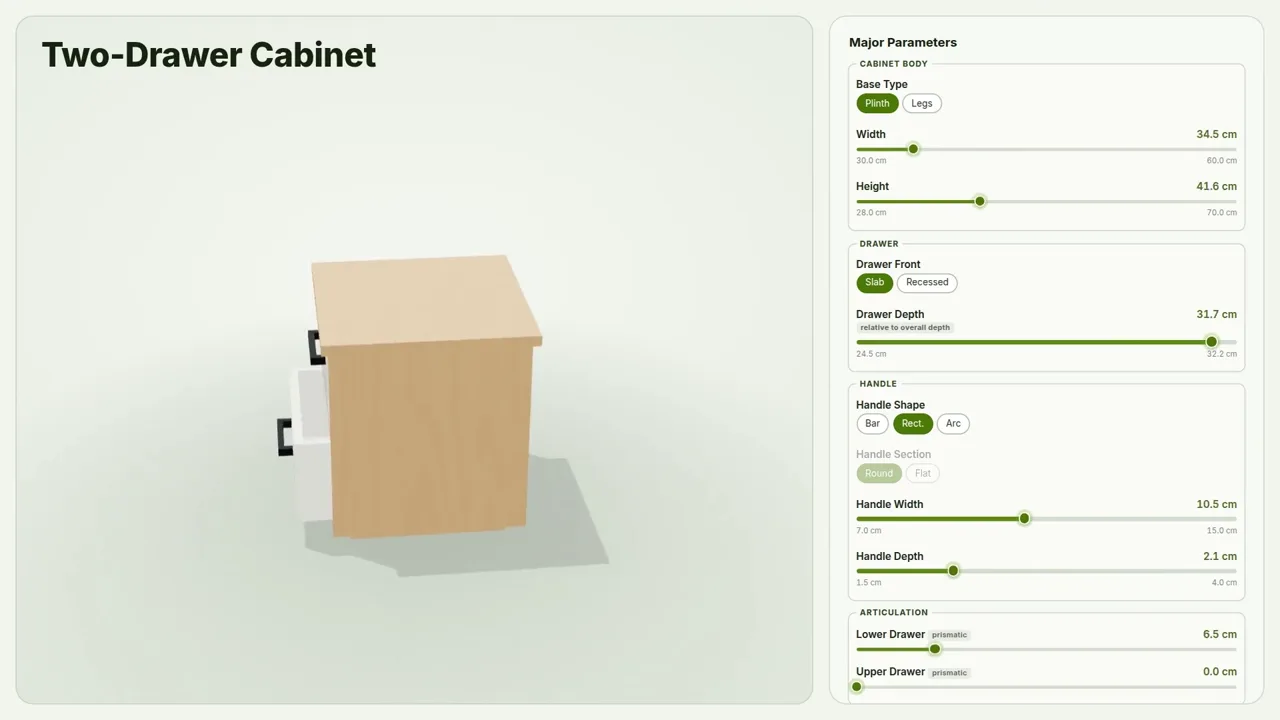 Two-Drawer Cabinet
Major Parameters
CABINET BODY
Base Type
Plinth Legs
Width 34.5 cm
30.0 cm 60.0 cm
Height 41.6 cm
28.0 cm 70.0 cm
DRAWER
Drawer Front
Slab Recessed
Drawer Depth 31.7 cm
relative to overall depth
24.5 cm 32.2 cm
HANDLE
Handle Shape
Bar Rect. Arc
Handle Section
Round Flat
Handle Width 10.5 cm
7.0 cm 15.0 cm
Handle Depth 2.1 cm
1.5 cm 4.0 cm
ARTICULATION
Lower Drawer prismatic 6.5 cm
Upper Drawer prismatic 0.0 cm